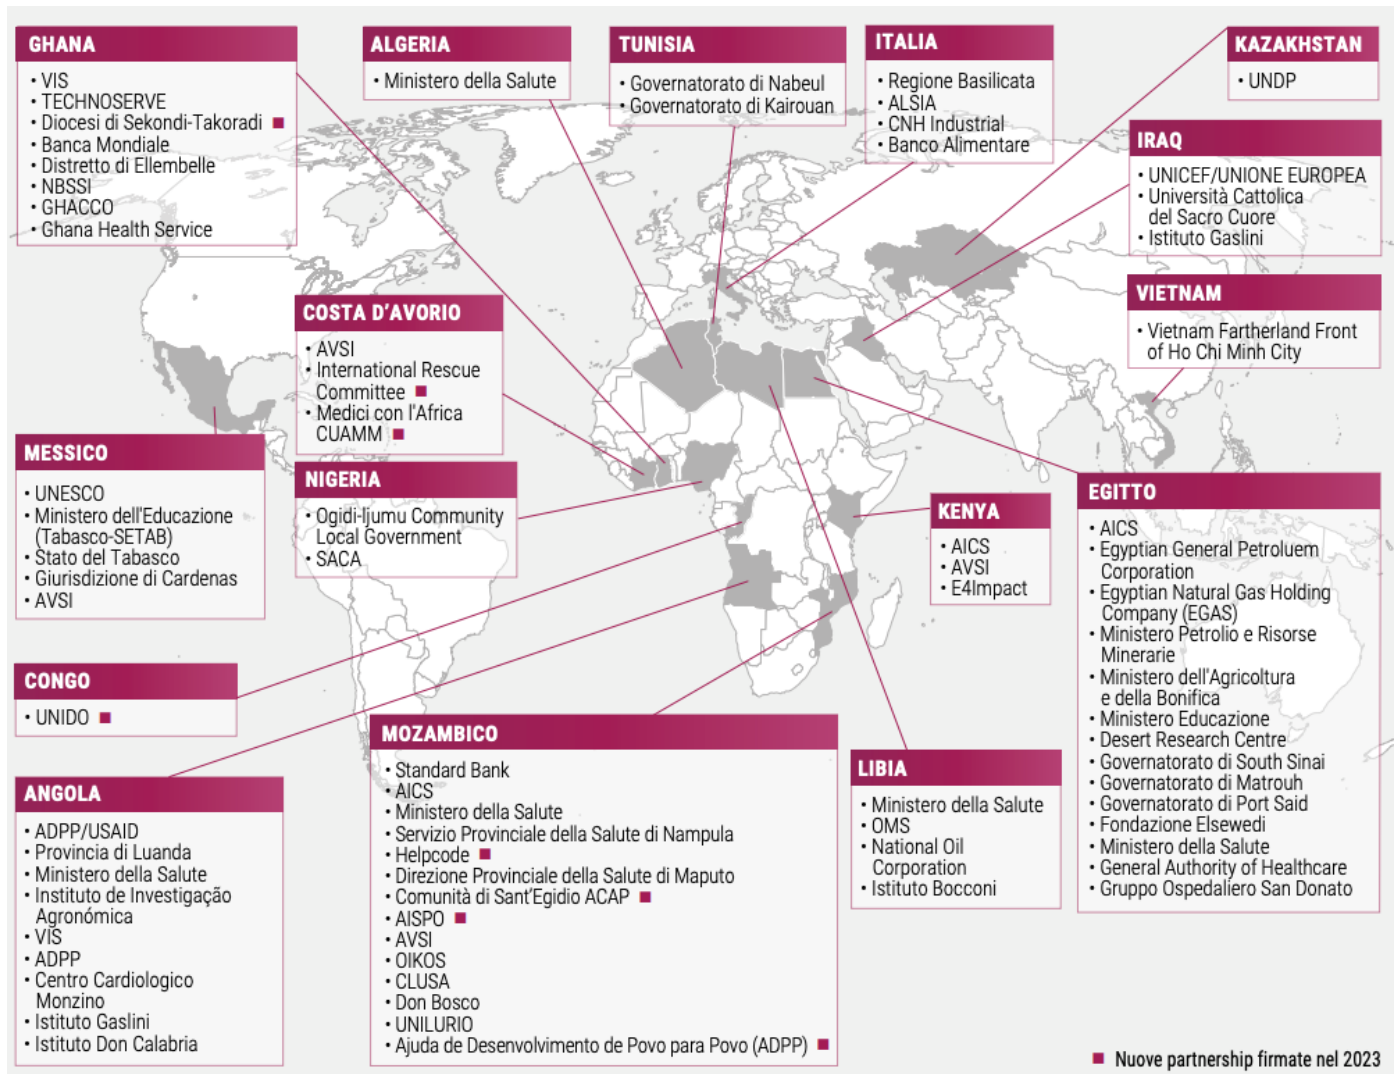 GHANA
• VIS
• TECHNOSERVE
• Diocesi di Sekondi-Takoradi ■
• Banca Mondiale
• Distretto di Ellembelle
• NBSSI
• GHACCO
• Ghana Health Service
ALGERIA
• Ministero della Salute
TUNISIA
• Governatorato di Nabeul
• Governatorato di Kairouan
ITALIA
• Regione Basilicata
• ALSIA
• CNH Industrial
• Banco Alimentare
KAZAKHSTAN
• UNDP
IRAQ
• UNICEF/UNIONE EUROPEA
• Università Cattolica
del Sacro Cuore
• Istituto Gaslini
VIETNAM
• Vietnam Fartherland Front
of Ho Chi Minh City
COSTA D'AVORIO
• AVSI
• International Rescue
Committee ■
• Medici con l'Africa
CUAMM ■
MESSICO
• UNESCO
• Ministero dell'Educazione
(Tabasco-SETAB)
• Stato del Tabasco
• Giurisdizione di Cardenas
• AVSI
NIGERIA
• Ogidi-Ijumu Community
Local Government
• SACA
KENYA
• AICS
• AVSI
• E4Impact
EGITTO
• AICS
• Egyptian General Petroluem
Corporation
• Egyptian Natural Gas Holding
Company (EGAS)
• Ministero Petrolio e Risorse
Minerarie
• Ministero dell'Agricoltura
e della Bonifica
• Ministero Educazione
• Desert Research Centre
• Governatorato di South Sinai
• Governatorato di Matrouh
• Governatorato di Port Said
• Fondazione Elsewedi
• Ministero della Salute
• General Authority of Healthcare
• Gruppo Ospedaliero San Donato
CONGO
• UNIDO ■
ANGOLA
• ADPP/USAID
• Provincia di Luanda
• Ministero della Salute
• Instituto de Investigação
Agronómica
• VIS
• ADPP
• Centro Cardiologico
Monzino
• Istituto Gaslini
• Istituto Don Calabria
MOZAMBICO
• Standard Bank
• AICS
• Ministero della Salute
• Servizio Provinciale della Salute di Nampula
• Helpcode ■
• Direzione Provinciale della Salute di Maputo
• Comunità di Sant'Egidio ACAP ■
• AISPO ■
• AVSI
• OIKOS
• CLUSA
• Don Bosco
• UNILURIO
• Ajuda de Desenvolvimento de Povo para Povo (ADPP) ■
LIBIA
• Ministero della Salute
• OMS
• National Oil
Corporation
• Istituto Bocconi
■ Nuove partnership firmate nel 2023